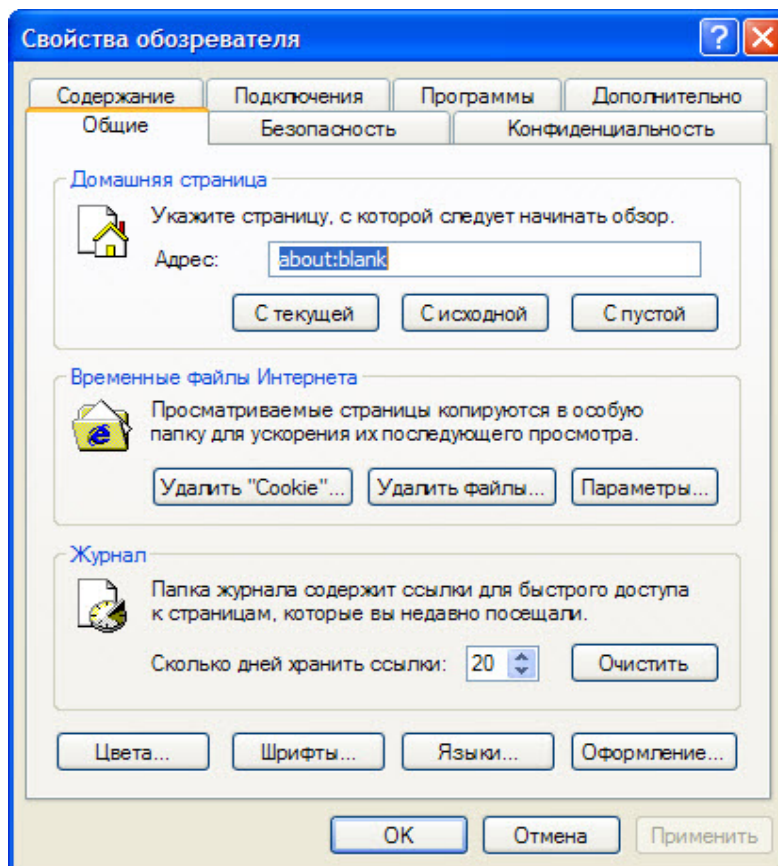 Свойства обозревателя
Содержание Подключения Программы Дополнительно
Общие Безопасность Конфиденциальность
Домашняя страница
Укажите страницу, с которой следует начинать обзор.
Адрес: about:blank
С текущей С исходной С пустой
Временные файлы Интернета
Просматриваемые страницы копируются в особую
папку для ускорения их последующего просмотра.
Удалить "Cookie"... Удалить файлы... Параметры...
Журнал
Папка журнала содержит ссылки для быстрого доступа
к страницам, которые вы недавно посещали.
Сколько дней хранить ссылки: 20 Очистить
Цвета... Шрифты... Языки... Оформление...
OK Отмена Применить